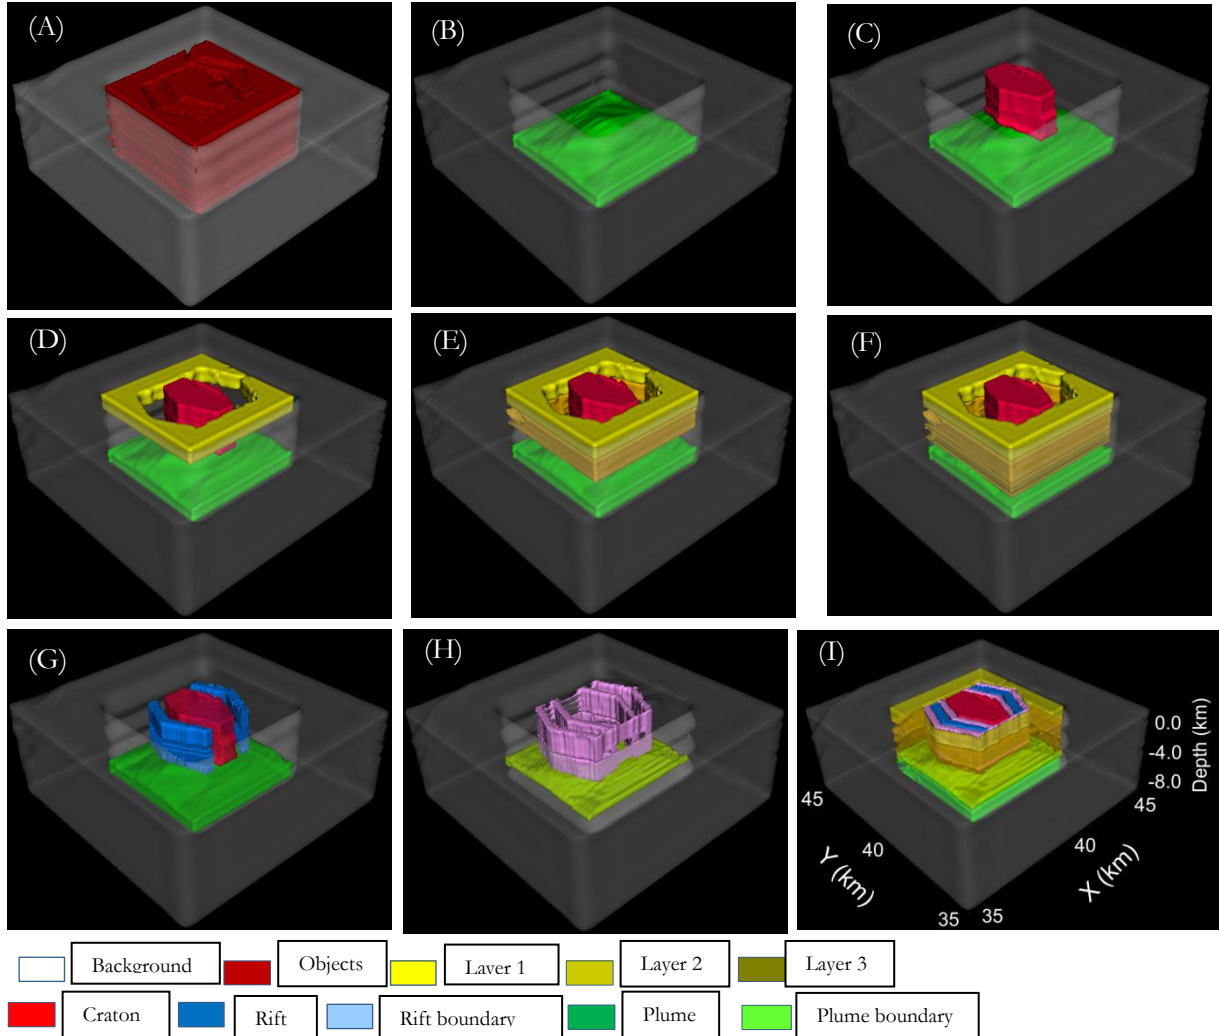 (A)
(B)
(C)
(D)
(E)
(F)
(G)
(H)
(I)
0.0
-4.0
-8.0
Depth (km)
45
40
35
Y (km)
45
40
35
X (km)
Background
Objects
Layer 1
Layer 2
Layer 3
Craton
Rift
Rift boundary
Plume
Plume boundary